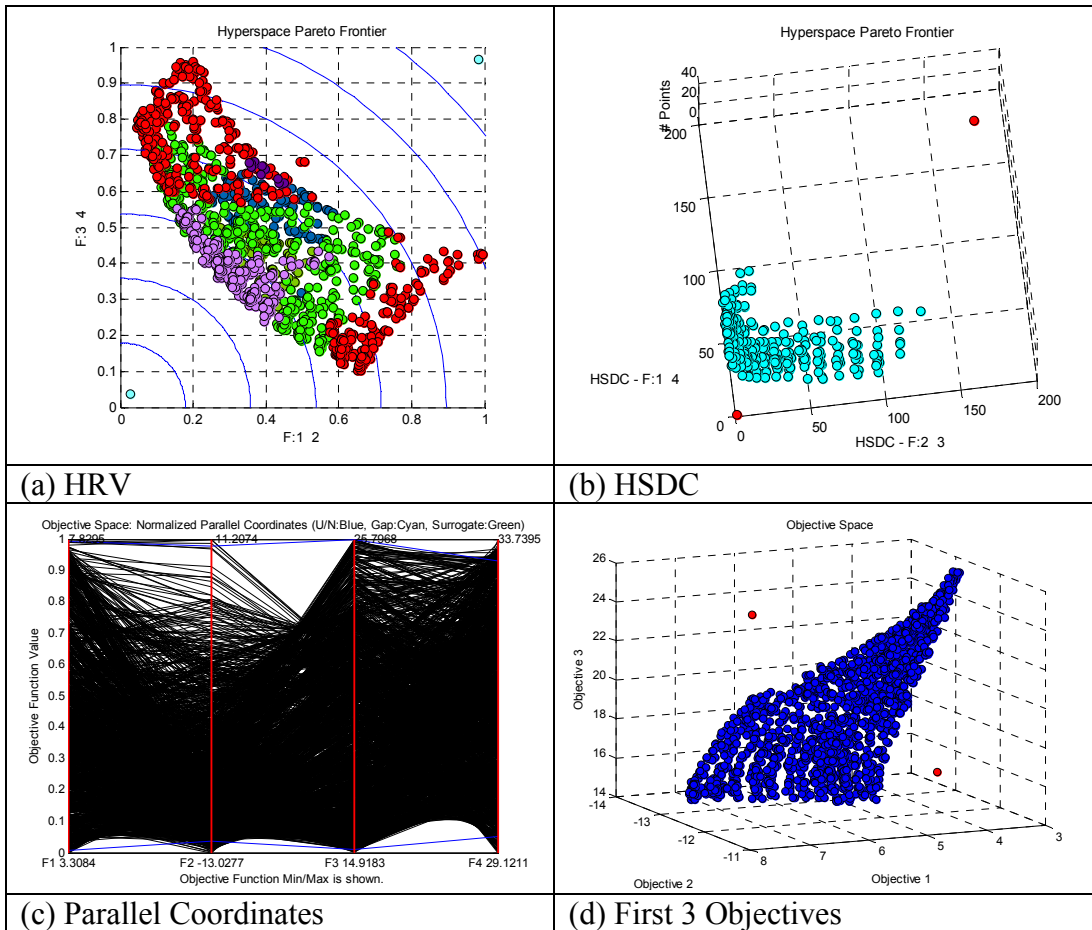 Hyperspace Pareto Frontier
1
0.9
0.8
0.7
0.6
0.5
0.4
0.3
0.2
0.1
0
F:3 4
0 0.2 0.4 0.6 0.8 1
F:1 2
(a) HRV
Hyperspace Pareto Frontier
40
20
0
# Points
200
150
100
50
0
HSDC - F:1 4
0 50 100 150 200
HSDC - F:2 3
(b) HSDC
Objective Space: Normalized Parallel Coordinates (U/N:Blue, Gap:Cyan, Surrogate:Green)
7.8295 -11.2074 25.7968 33.7395
1
0.9
0.8
0.7
0.6
0.5
0.4
0.3
0.2
0.1
0
Objective Function Value
F1 3.3084 F2 -13.0277 F3 14.9183 F4 29.1211
Objective Function Min/Max is shown.
(c) Parallel Coordinates
Objective Space
26
24
22
20
18
16
14
Objective 3
-14
-13
-12
-11
Objective 2
8 7 6 5 4 3
Objective 1
(d) First 3 Objectives